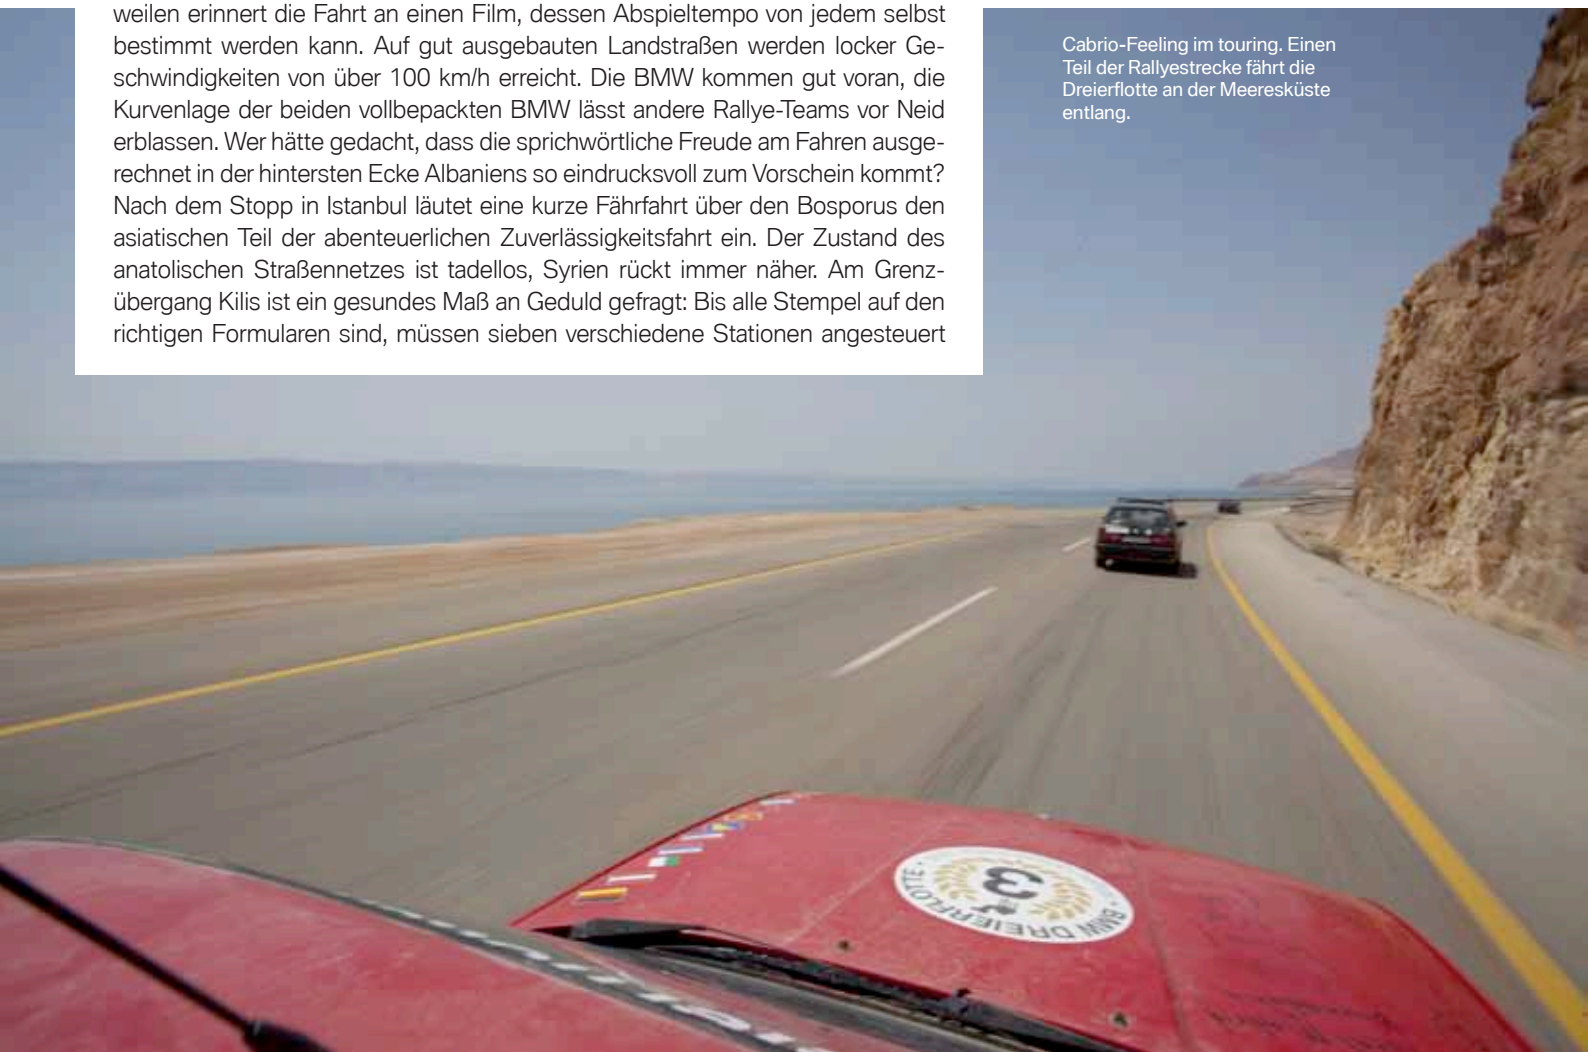 weilen erinnert die Fahrt an einen Film, dessen Abspieltempo von jedem selbst
bestimmt werden kann. Auf gut ausgebauten Landstraßen werden locker Ge-
schwindigkeiten von über 100 km/h erreicht. Die BMW kommen gut voran, die
Kurvenlage der beiden vollbepackten BMW lässt andere Rallye-Teams vor Neid
erblassen. Wer hätte gedacht, dass die sprichwörtliche Freude am Fahren ausge-
rechnet in der hintersten Ecke Albaniens so eindrucksvoll zum Vorschein kommt?
Nach dem Stopp in Istanbul läutet eine kurze Fährfahrt über den Bosporus den
asiatischen Teil der abenteuerlichen Zuverlässigkeitsfahrt ein. Der Zustand des
anatolischen Straßennetzes ist tadellos, Syrien rückt immer näher. Am Grenz-
übergang Kilis ist ein gesundes Maß an Geduld gefragt: Bis alle Stempel auf den
richtigen Formularen sind, müssen sieben verschiedene Stationen angesteuert
Cabrio-Feeling im touring. Einen
Teil der Rallyestrecke fährt die
Dreierflotte an der Meeresküste
entlang.
3
· BMW DREIERFLOTTE ·